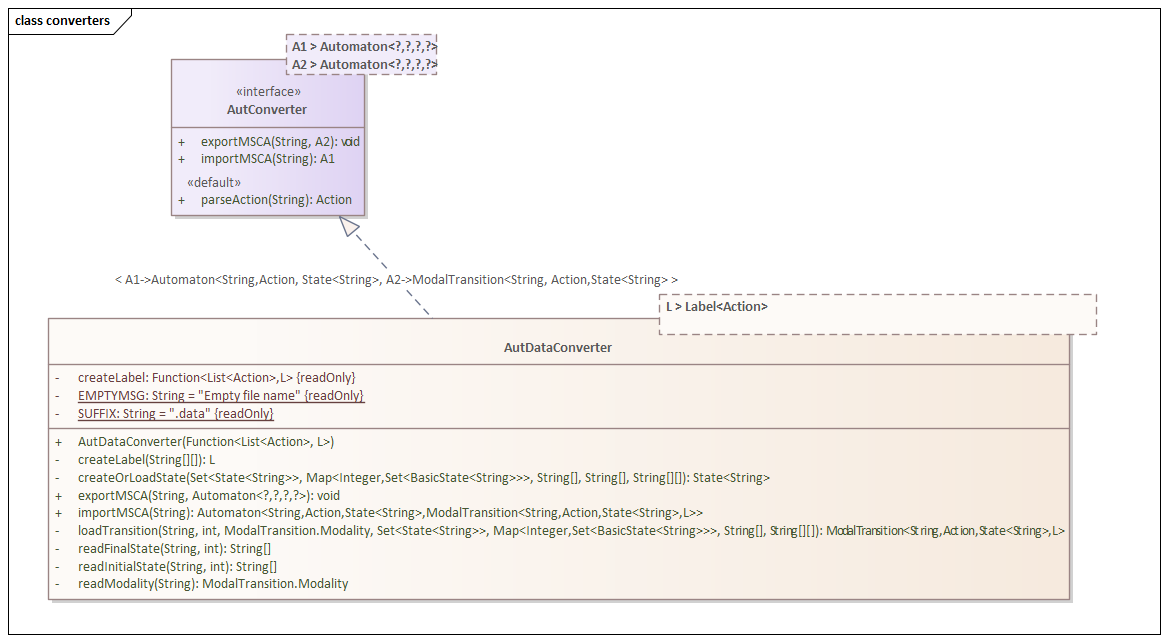 class converters
A1 > Automaton<?,?,?,?>
A2 > Automaton<?,?,?,?>
«interface»
AutConverter
+ exportMSCA(String, A2): void
+ importMSCA(String): A1
«default»
+ parseAction(String): Action
< A1->Automaton<String,Action, State<String>, A2->ModalTransition<String, Action,State<String> >
L > Label<Action>
AutDataConverter
- createLabel: Function<List<Action>,L> {readOnly}
- EMPTYMSG: String = "Empty file name" {readOnly}
- SUFFIX: String = ".data" {readOnly}
+ AutDataConverter(Function<List<Action>, L>)
- createLabel(String[][]): L
- createOrLoadState(Set<State<String>>, Map<Integer,Set<BasicState<String>>>, String[], String[], String[][]): State<String>
+ exportMSCA(String, Automaton<?,?,?,?>): void
+ importMSCA(String): Automaton<String,Action,State<String>,ModalTransition<String,Action,State<String>,L>>
- loadTransition(String, int, ModalTransition.Modality, Set<State<String>>, Map<Integer,Set<BasicState<String>>>, String[], String[][]): ModalTransition<String,Action,State<String>,L>
- readFinalState(String, int): String[]
- readInitialState(String, int): String[]
- readModality(String): ModalTransition.Modality